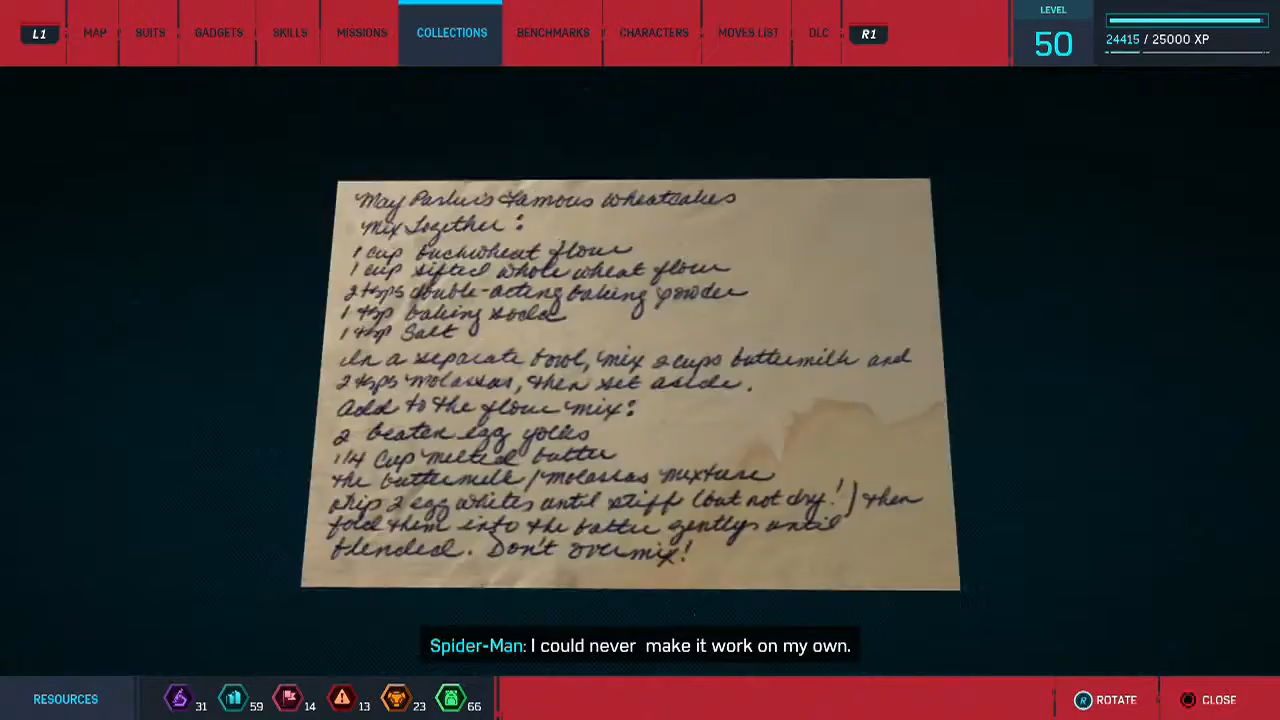 L1 MAP SUITS GADGETS SKILLS MISSIONS COLLECTIONS BENCHMARKS CHARACTERS MOVES LIST DLC R1
LEVEL
50
24415 / 25000 XP
May Parker's Famous Wheatcakes
Mix Together:
1 cup buckwheat flour
1 cup sifted whole wheat flour
2 tsps double-acting baking powder
1 tsp baking soda
1 tsp Salt
In a separate bowl, mix 2 cups buttermilk and
2 tsps molassas, then set aside.
Add to the flour mix:
2 beaten egg yolks
1/4 Cup melted butter
the buttermilk/molassas mixture
whip 2 egg whites until stiff (but not dry!) then
fold them into the batter gently until
blended. Don't overmix!
Spider-Man: I could never make it work on my own.
RESOURCES 31 59 14 13 23 66
R ROTATE CLOSE